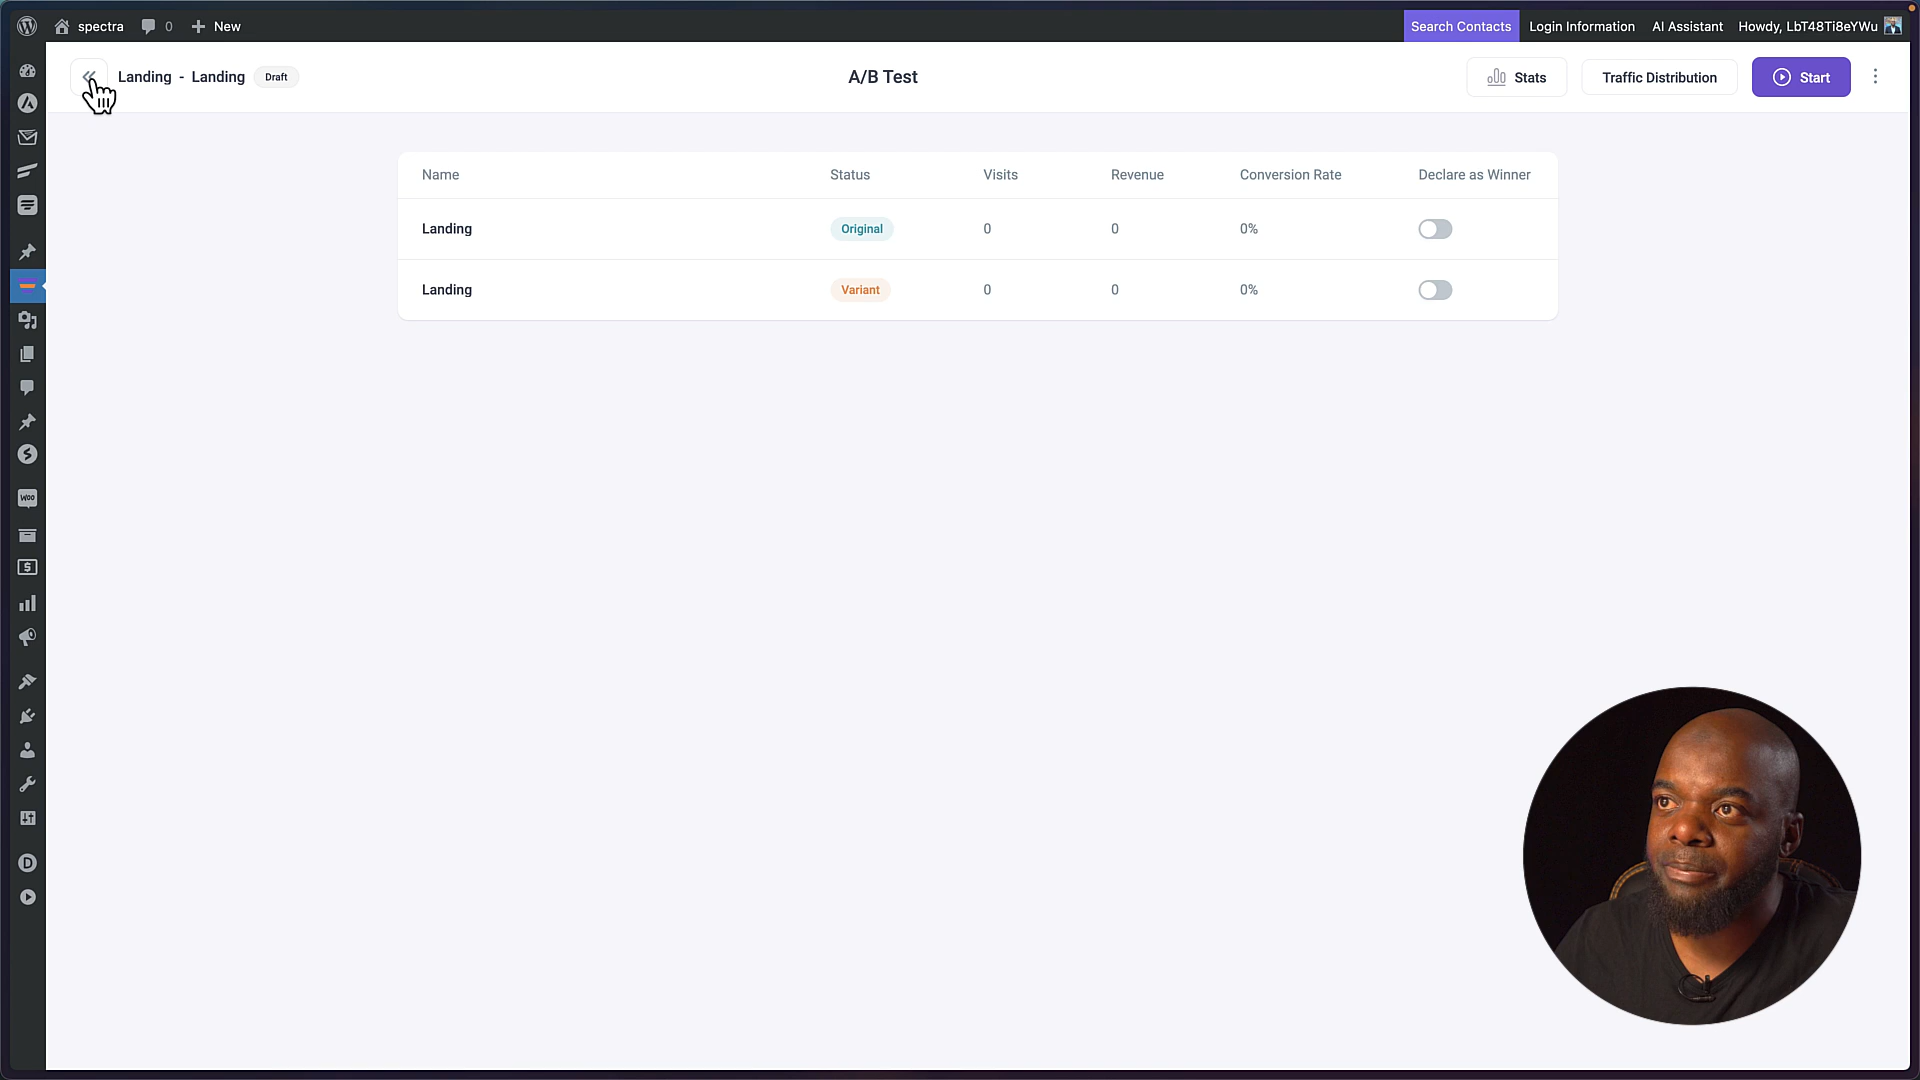 spectra 0 New Search Contacts Login Information AI Assistant Howdy, LbT48Ti8eYWu
Landing - Landing Draft A/B Test Stats Traffic Distribution Start
Name Status Visits Revenue Conversion Rate Declare as Winner
Landing Original 0 0 0%
Landing Variant 0 0 0%